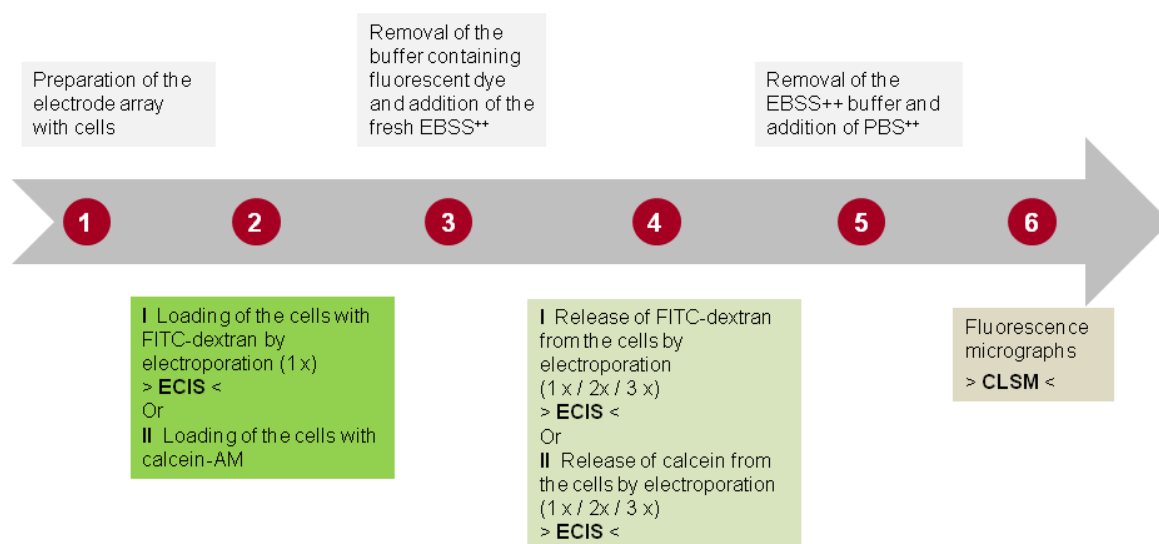 Preparation of the
electrode array
with cells
Removal of the
buffer containing
fluorescent dye
and addition of the
fresh EBSS⁺⁺
Removal of the
EBSS++ buffer and
addition of PBS⁺⁺
1
2
3
4
5
6
I Loading of the cells with
FITC-dextran by
electroporation (1 x)
> ECIS <
Or
II Loading of the cells with
calcein-AM
I Release of FITC-dextran
from the cells by
electroporation
(1 x / 2x / 3 x)
> ECIS <
Or
II Release of calcein from
the cells by electroporation
(1 x / 2x / 3 x)
> ECIS <
Fluorescence
micrographs
> CLSM <